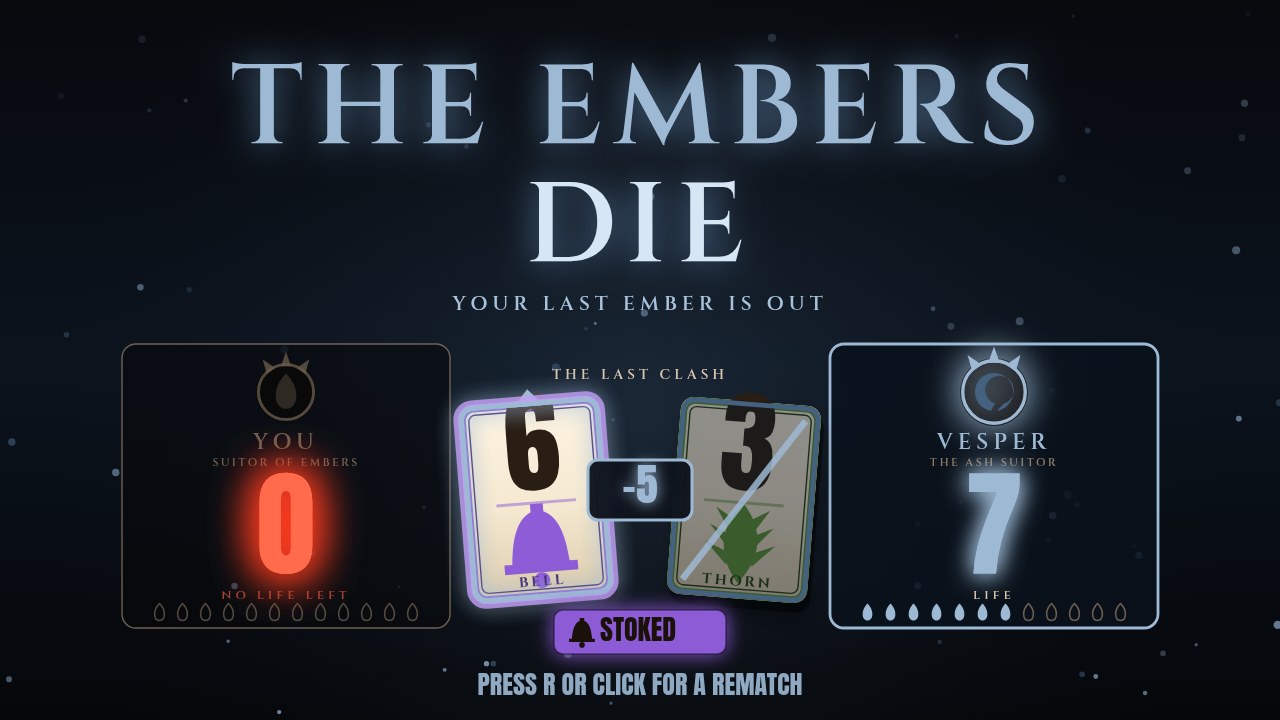 THE EMBERS
DIE
YOUR LAST EMBER IS OUT
THE LAST CLASH
YOU
SUITOR OF EMBERS
0
NO LIFE LEFT
6
BELL
-5
3
THORN
VESPER
THE ASH SUITOR
7
LIFE
STOKED
PRESS R OR CLICK FOR A REMATCH